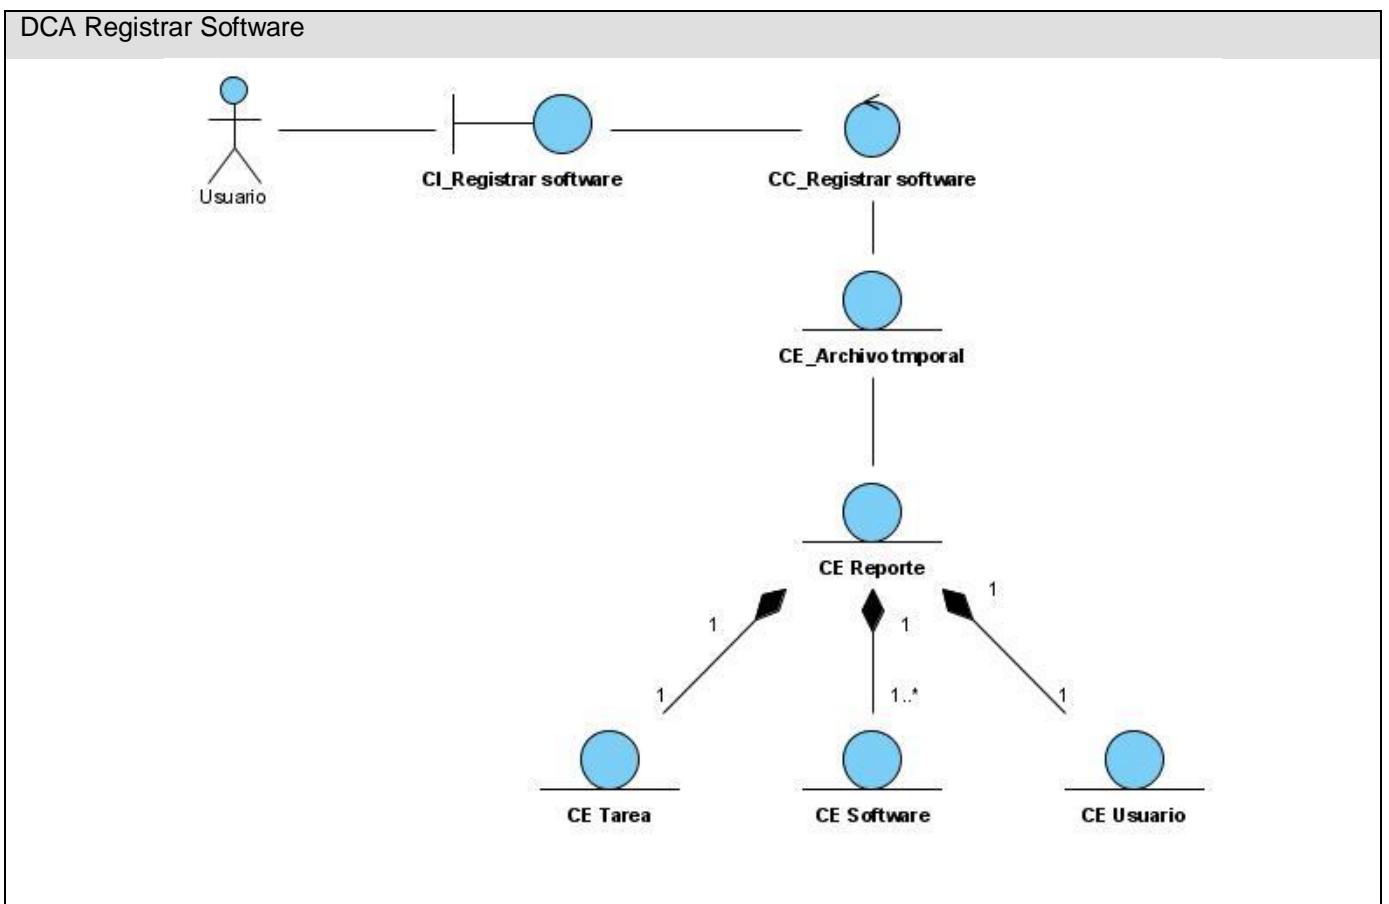 DCA Registrar Software
Usuario
CI_Registrar software
CC_Registrar software
CE_Archivo tmporal
CE Reporte
1
1
1
1
1..*
1
CE Tarea
CE Software
CE Usuario